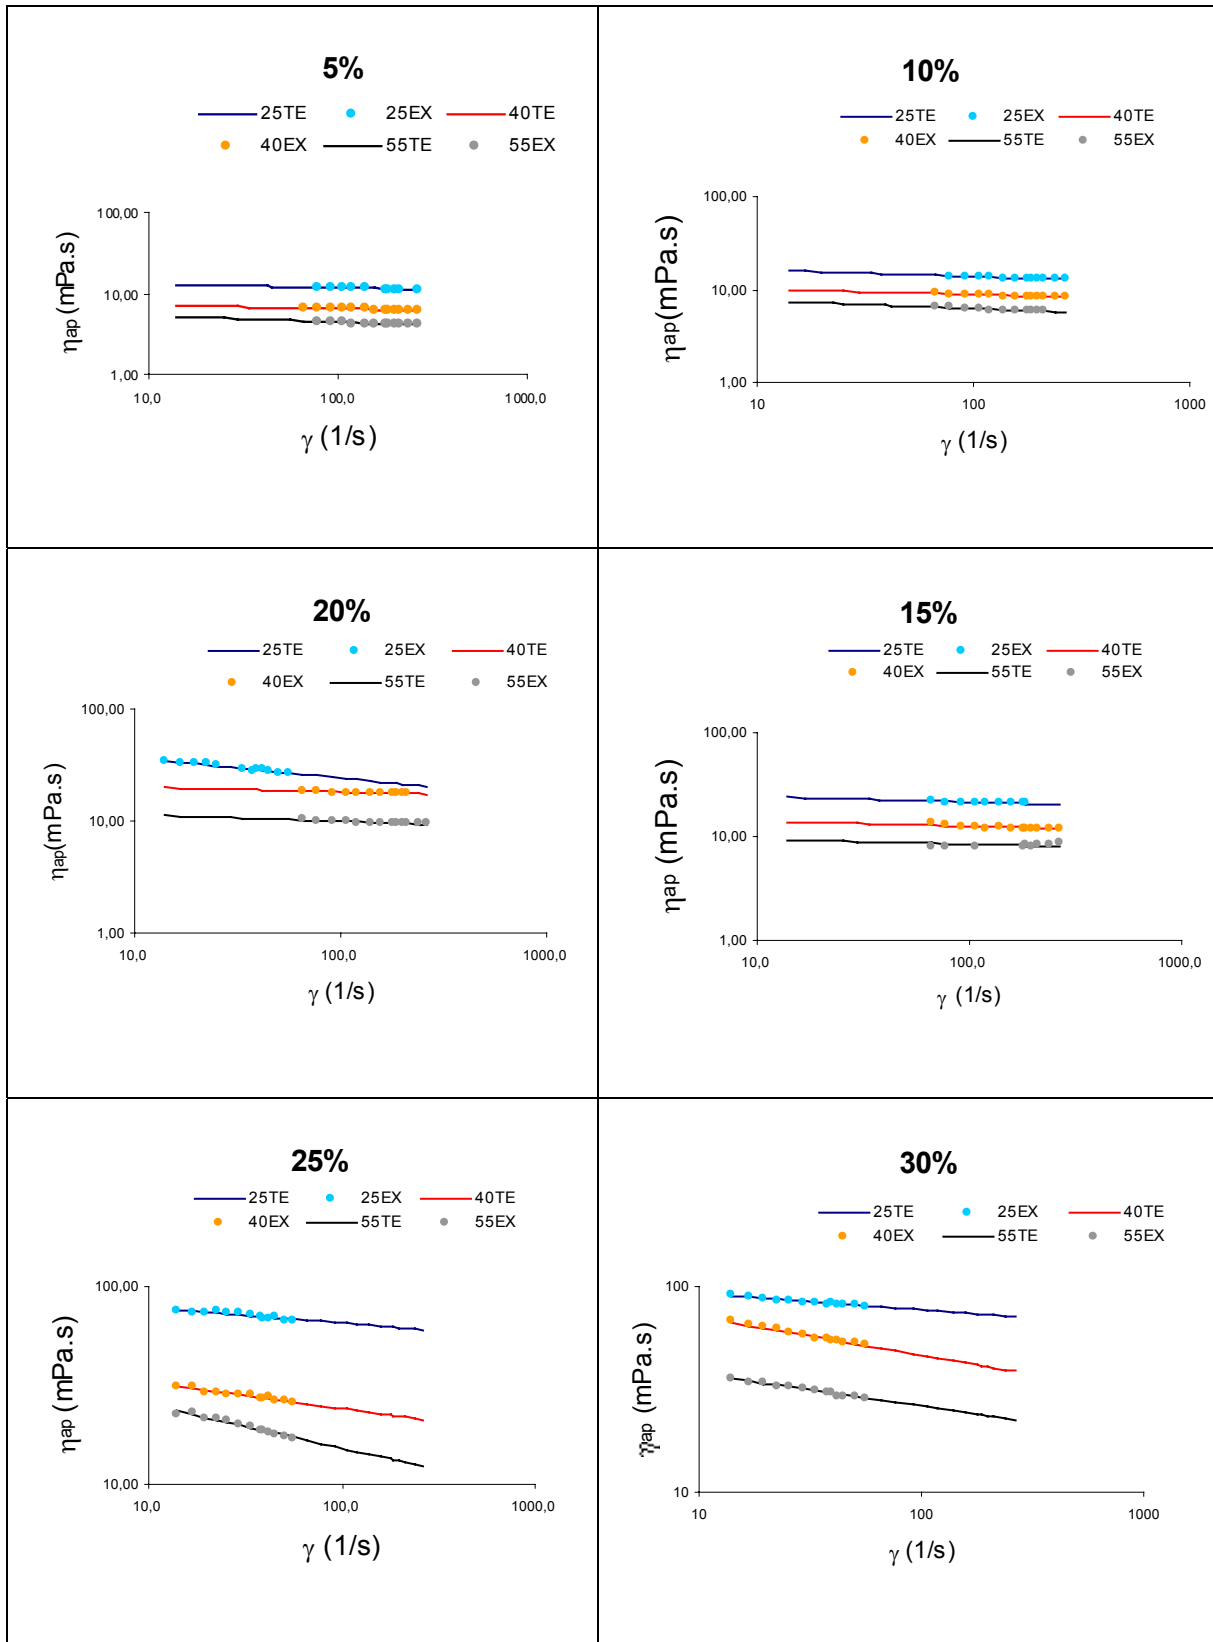 5%
25TE 25EX 40TE
40EX 55TE 55EX
100,00
10,00
1,00
10,0 100,0 1000,0
ηap (mPa.s)
γ (1/s)
10%
25TE 25EX 40TE
40EX 55TE 55EX
100,00
10,00
1,00
10 100 1000
ηap(mPa.s)
γ (1/s)
20%
25TE 25EX 40TE
40EX 55TE 55EX
100,00
10,00
1,00
10,0 100,0 1000,0
ηap(mPa.s)
γ (1/s)
15%
25TE 25EX 40TE
40EX 55TE 55EX
100,00
10,00
1,00
10,0 100,0 1000,0
ηap (mPa.s)
γ (1/s)
25%
25TE 25EX 40TE
40EX 55TE 55EX
100,00
10,00
10,0 100,0 1000,0
ηap (mPa.s)
γ (1/s)
30%
25TE 25EX 40TE
40EX 55TE 55EX
100
10
10 100 1000
ηap (mPa.s)
γ (1/s)